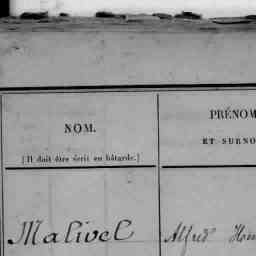 NOM.
(Il doit être écrit en bâtarde.)
PRÉNOM
ET SURNO
Malivel
Alfred